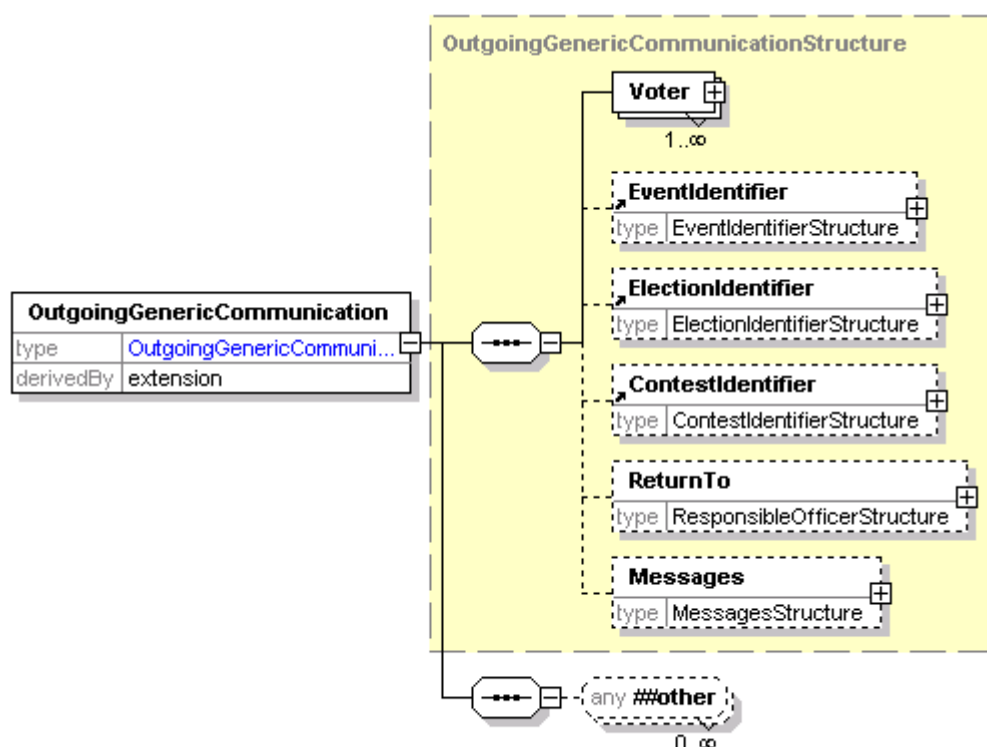 OutgoingGenericCommunicationStructure
Voter
1..∞
EventIdentifier
type EventIdentifierStructure
ElectionIdentifier
type ElectionIdentifierStructure
OutgoingGenericCommunication
type OutgoingGenericCommuni...
derivedBy extension
ContestIdentifier
type ContestIdentifierStructure
ReturnTo
type ResponsibleOfficerStructure
Messages
type MessagesStructure
any ##other
0..∞